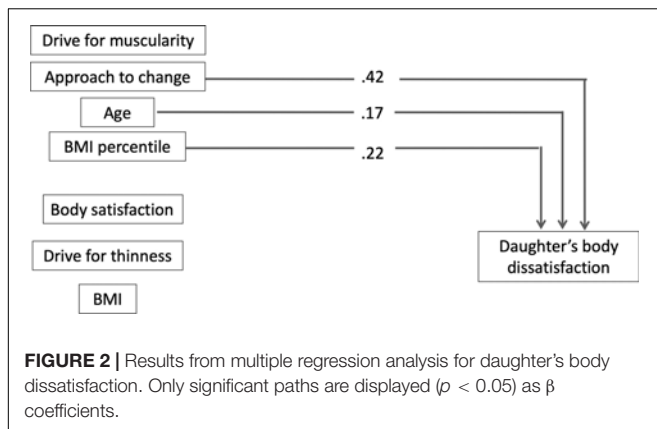 Drive for muscularity
Approach to change
.42
Age
.17
BMI percentile
.22
Body satisfaction
Drive for thinness
Daughter's body
dissatisfaction
BMI
FIGURE 2 | Results from multiple regression analysis for daughter's body
dissatisfaction. Only significant paths are displayed (p < 0.05) as β
coefficients.